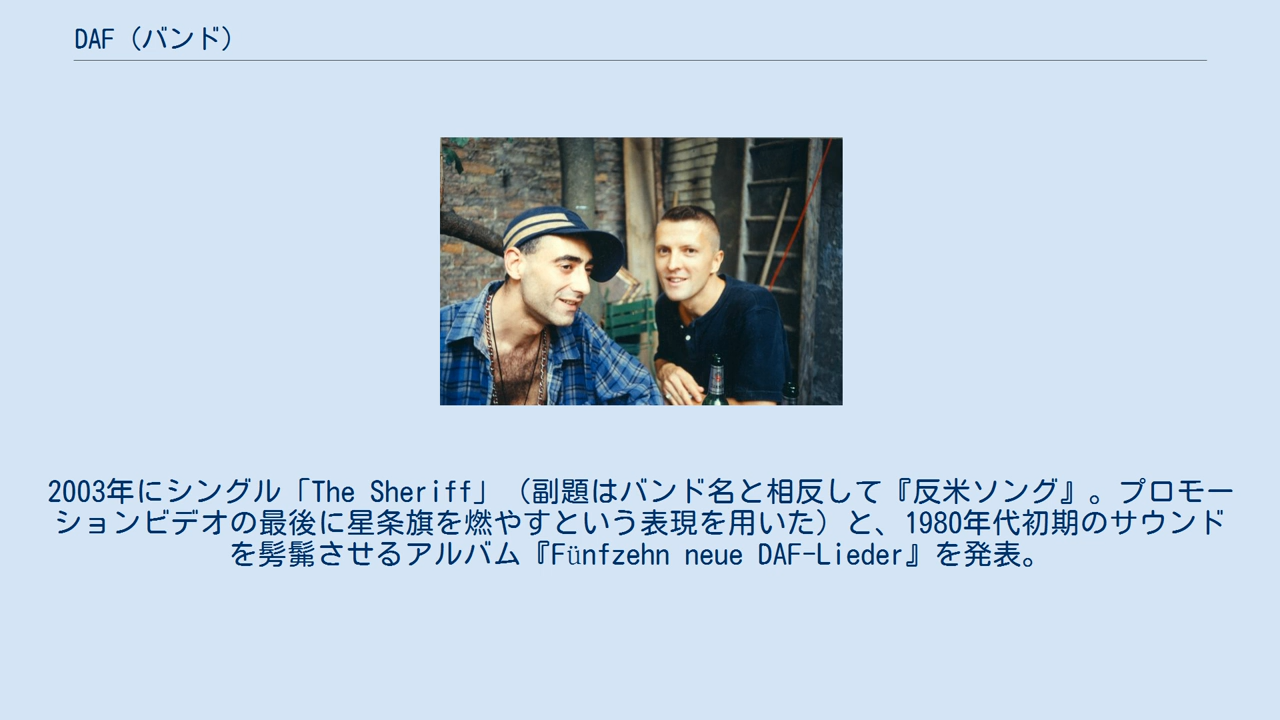 DAF（バンド）
2003年にシングル「The Sheriff」（副題はバンド名と相反して『反米ソング』。プロモー
ションビデオの最後に星条旗を燃やすという表現を用いた）と、1980年代初期のサウンド
を髣髴させるアルバム『Fünfzehn neue DAF-Lieder』を発表。